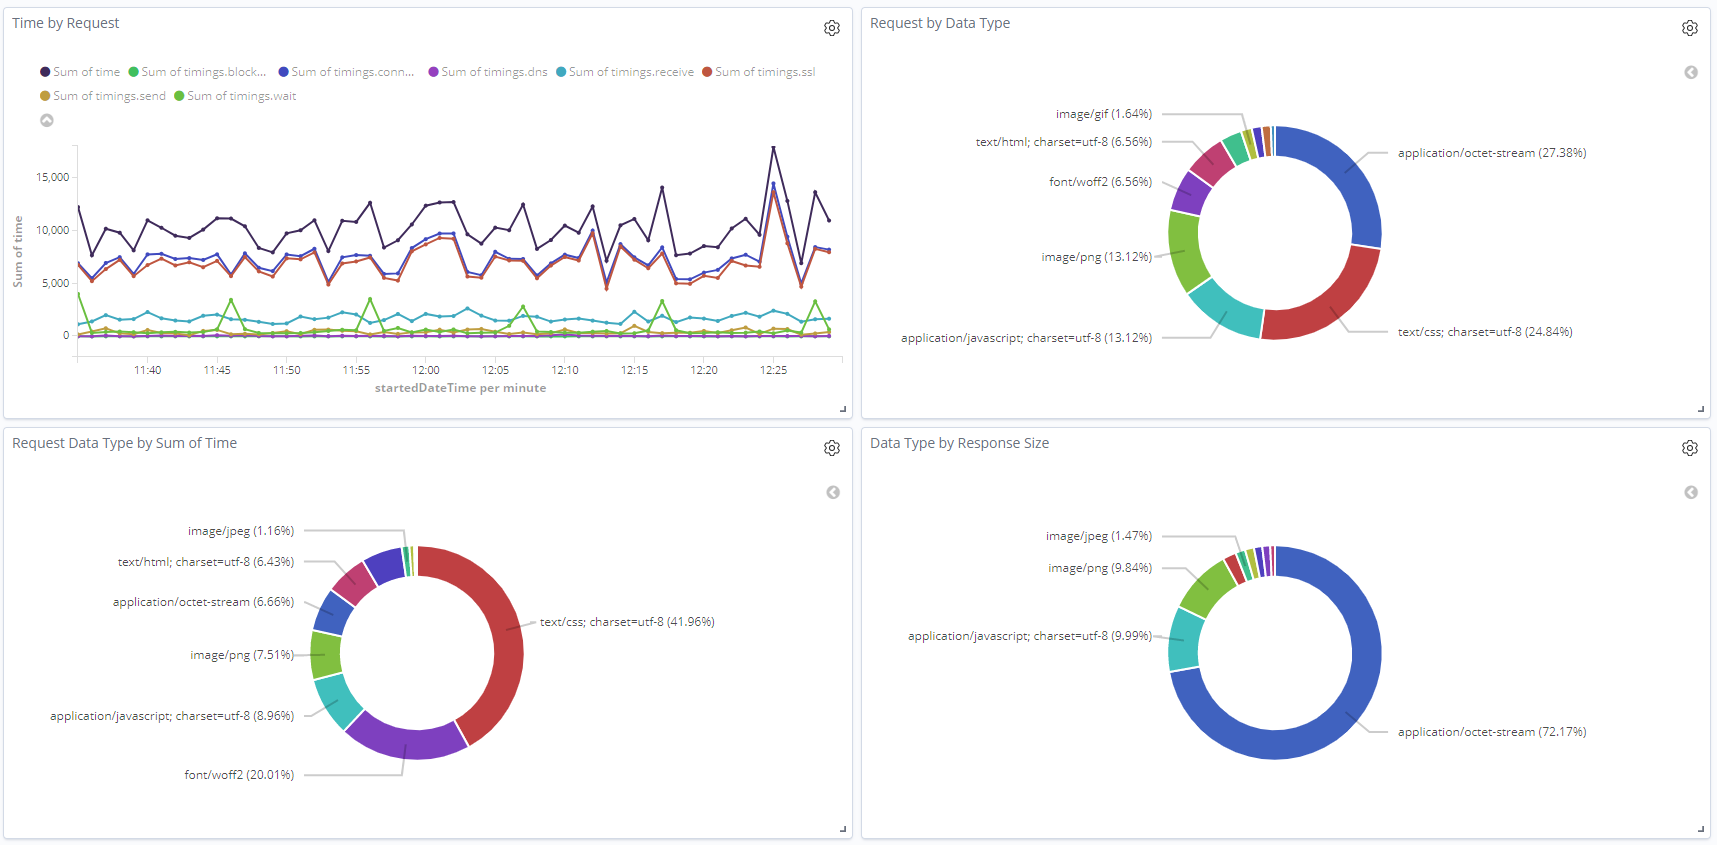 Time by Request
Sum of time Sum of timings.block... Sum of timings.conn... Sum of timings.dns Sum of timings.receive Sum of timings.ssl
Sum of timings.send Sum of timings.wait
Sum of time
15,000
10,000
5,000
0
11:40 11:45 11:50 11:55 12:00 12:05 12:10 12:15 12:20 12:25
startedDateTime per minute
Request by Data Type
image/gif (1.64%)
text/html; charset=utf-8 (6.56%)
application/octet-stream (27.38%)
font/woff2 (6.56%)
image/png (13.12%)
text/css; charset=utf-8 (24.84%)
application/javascript; charset=utf-8 (13.12%)
Request Data Type by Sum of Time
image/jpeg (1.16%)
text/html; charset=utf-8 (6.43%)
application/octet-stream (6.66%)
text/css; charset=utf-8 (41.96%)
image/png (7.51%)
application/javascript; charset=utf-8 (8.96%)
font/woff2 (20.01%)
Data Type by Response Size
image/jpeg (1.47%)
image/png (9.84%)
application/javascript; charset=utf-8 (9.99%)
application/octet-stream (72.17%)